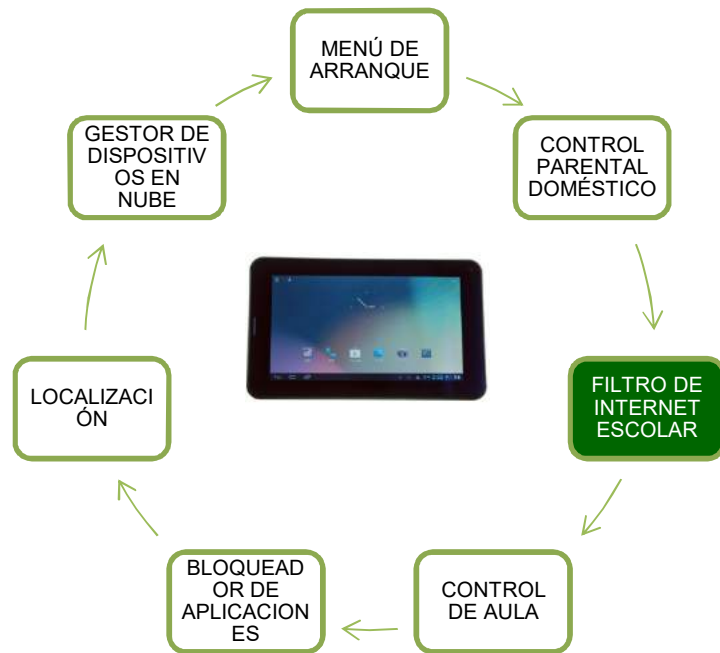 MENÚ DE
ARRANQUE
CONTROL
PARENTAL
DOMÉSTICO
FILTRO DE
INTERNET
ESCOLAR
CONTROL
DE AULA
BLOQUEAD
OR DE
APLICACION
ES
LOCALIZACI
ÓN
GESTOR DE
DISPOSITIV
OS EN
NUBE